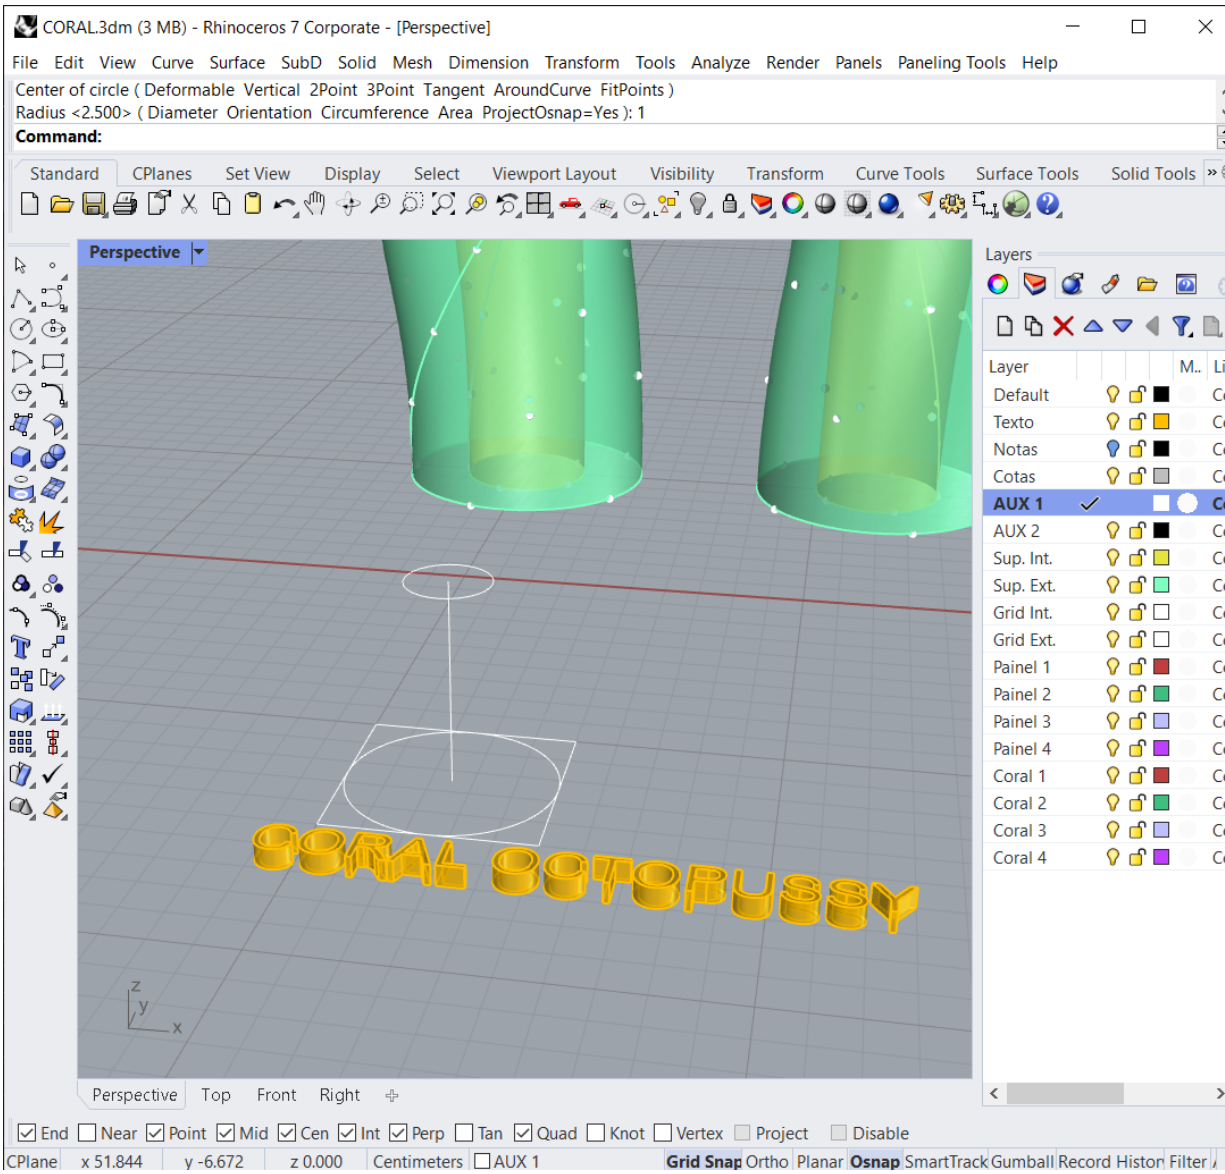 CORAL.3dm (3 MB) - Rhinoceros 7 Corporate - [Perspective]
File Edit View Curve Surface SubD Solid Mesh Dimension Transform Tools Analyze Render Panels Paneling Tools Help
Center of circle ( Deformable Vertical 2Point 3Point Tangent AroundCurve FitPoints )
Radius <2.500> ( Diameter Orientation Circumference Area ProjectOsnap=Yes ): 1
Command:
Standard CPlanes Set View Display Select Viewport Layout Visibility Transform Curve Tools Surface Tools Solid Tools »
Perspective
Layers
Layer M.. Li
Default
Texto
Notas
Cotas
AUX 1
AUX 2
Sup. Int.
Sup. Ext.
Grid Int.
Grid Ext.
Painel 1
Painel 2
Painel 3
Painel 4
Coral 1
Coral 2
Coral 3
Coral 4
CORAL OCTOPUSSY
z
y
x
Perspective Top Front Right
End Near Point Mid Cen Int Perp Tan Quad Knot Vertex Project Disable
CPlane x 51.844 y -6.672 z 0.000 Centimeters AUX 1 Grid Snap Ortho Planar Osnap SmartTrack Gumball Record Histor Filter